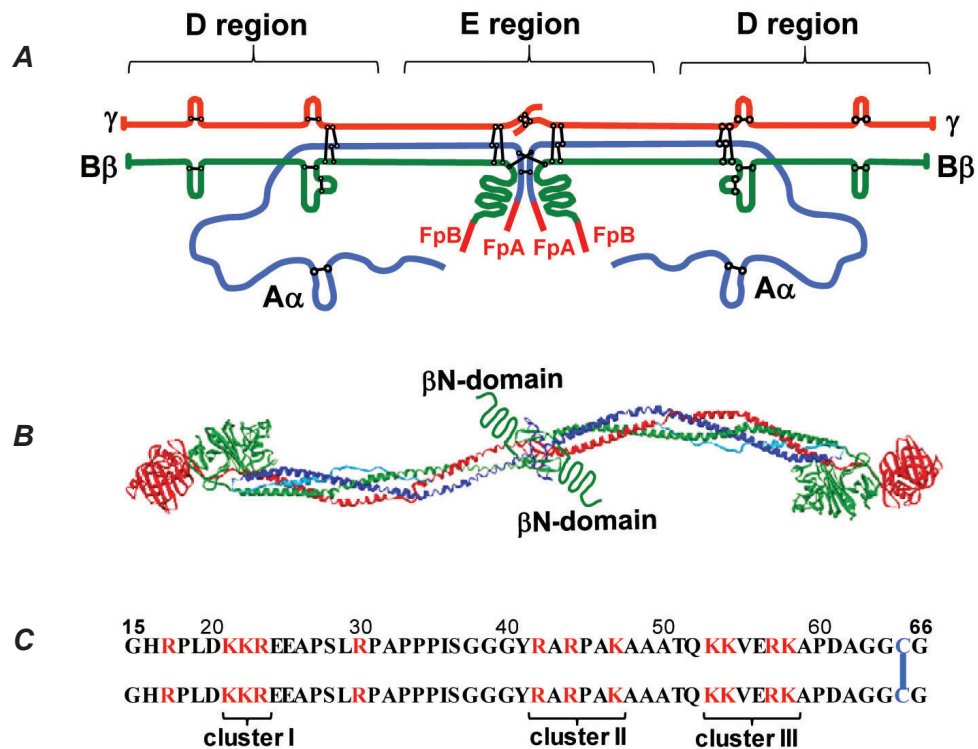 A
D region E region D region
γ γ
Bβ Bβ
FpB FpA FpA FpB
Aα Aα
B
βN-domain
βN-domain
C
15 20 30 40 50 60 66
GHRPLDKKREEAPSLRPAPPPISGGGYRARPAKAAATQKKVERKAPDAGGCG
GHRPLDKKREEAPSLRPAPPPISGGGYRARPAKAAATQKKVERKAPDAGGCG
cluster I cluster II cluster III